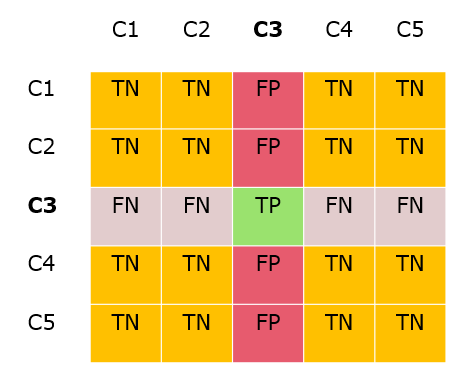 C1 C2 C3 C4 C5
C1 TN TN FP TN TN
C2 TN TN FP TN TN
C3 FN FN TP FN FN
C4 TN TN FP TN TN
C5 TN TN FP TN TN